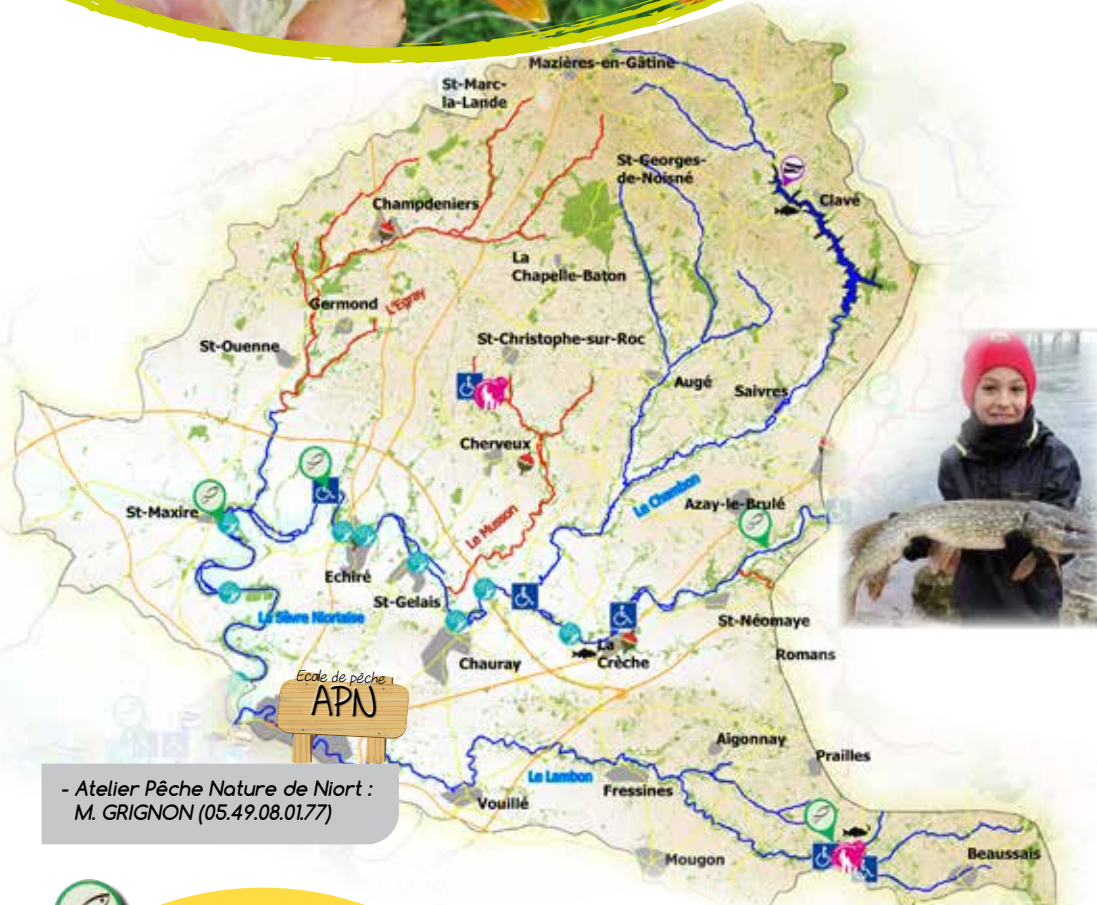 Mazières-en-Gâtine
St-Marc-
la-Lande
St-Georges-
de-Noisné
Clavé
Champdeniers
La
Chapelle-Baton
Germond
L'Egray
St-Ouenne
St-Christophe-sur-Roc
Augé
Saivres
Cherveux
Le Chambon
Azay-le-Brulé
St-Maxire
Le Musson
Echiré
St-Gelais
La Sèvre Niortaise
St-Néomaye
La
Crèche
Romans
Chauray
Ecole de pêche
APN
Aigonnay
Prailles
Le Lambon
Fressines
- Atelier Pêche Nature de Niort :
M. GRIGNON (05.49.08.01.77)
Vouillé
Mougon
Beaussais